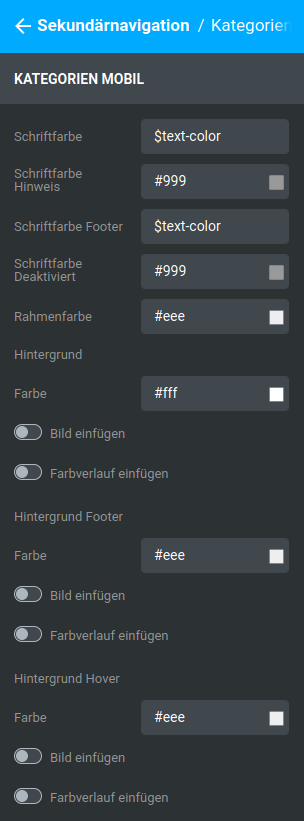 Sekundärnavigation / Kategorien
KATEGORIEN MOBIL
Schriftfarbe $text-color
Schriftfarbe
Hinweis #999
Schriftfarbe Footer $text-color
Schriftfarbe
Deaktiviert #999
Rahmenfarbe #eee
Hintergrund
Farbe #fff
Bild einfügen
Farbverlauf einfügen
Hintergrund Footer
Farbe #eee
Bild einfügen
Farbverlauf einfügen
Hintergrund Hover
Farbe #eee
Bild einfügen
Farbverlauf einfügen